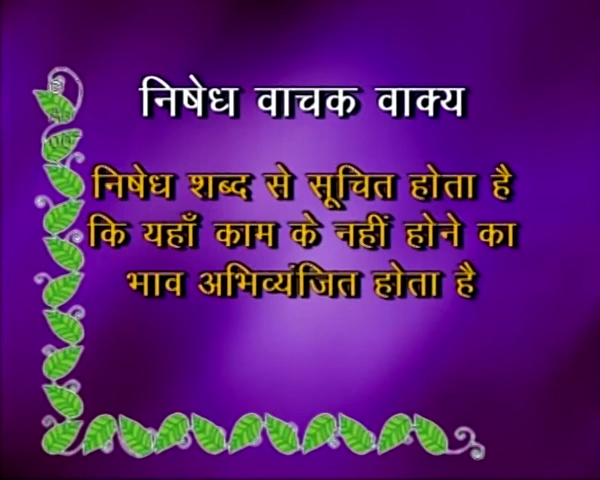 निषेध वाचक वाक्य
निषेध शब्द से सूचित होता है
कि यहाँ काम के नहीं होने का
भाव अभिव्यंजित होता है